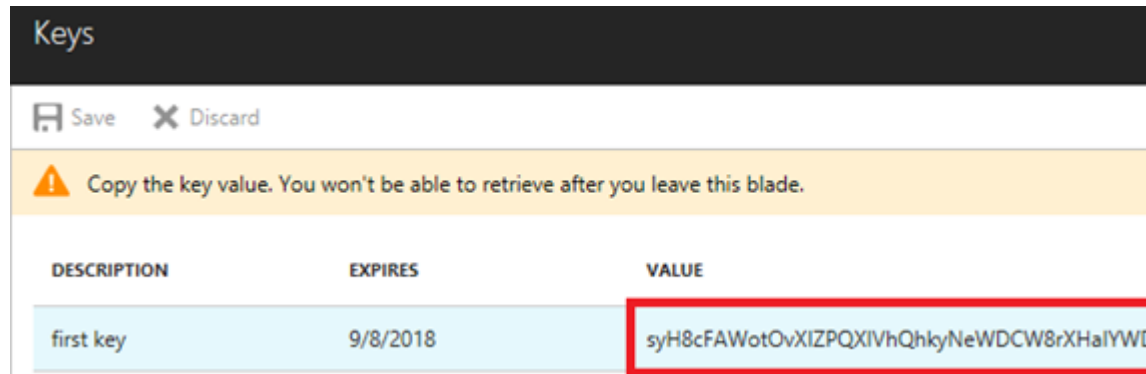 Keys
Save Discard
Copy the key value. You won't be able to retrieve after you leave this blade.
DESCRIPTION EXPIRES VALUE
first key 9/8/2018 syH8cFAWotOvXIZPQXIVhQhkyNeWDCW8rXHaIYWD